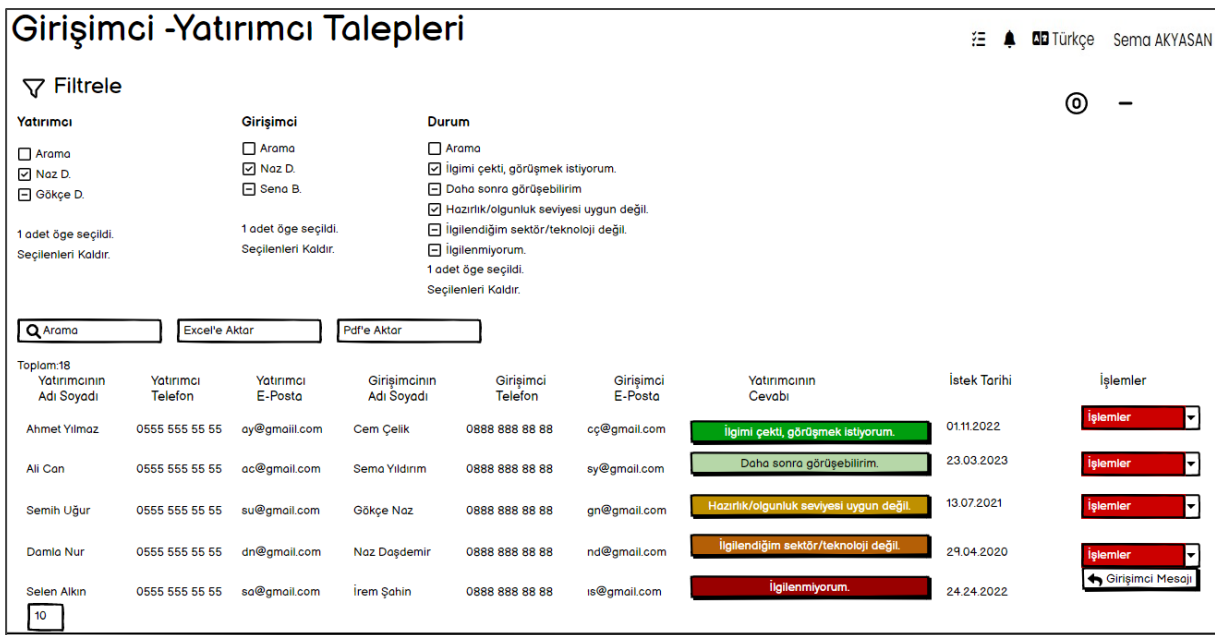 Girişimci -Yatırımcı Talepleri
Türkçe Sema AKYASAN
Filtrele
Yatırımcı Girişimci Durum
Arama Arama Arama
Naz D. Naz D. İlgimi çekti, görüşmek istiyorum.
Gökçe D. Sena B. Daha sonra görüşebilirim
Hazırlık/olgunluk seviyesi uygun değil.
1 adet öge seçildi. 1 adet öge seçildi. İlgilendiğim sektör/teknoloji değil.
Seçilenleri Kaldır. Seçilenleri Kaldır. İlgilenmiyorum.
1 adet öge seçildi.
Seçilenleri Kaldır.
Arama Excel'e Aktar Pdf'e Aktar
Toplam:18
Yatırımcının Yatırımcı Yatırımcı Girişimcinin Girişimci Girişimci Yatırımcının İstek Tarihi İşlemler
Adı Soyadı Telefon E-Posta Adı Soyadı Telefon E-Posta Cevabı
Ahmet Yılmaz 0555 555 55 55 ay@gmaiil.com Cem Çelik 0888 888 88 88 cç@gmail.com İlgimi çekti, görüşmek istiyorum. 01.11.2022 İşlemler
Ali Can 0555 555 55 55 ac@gmail.com Sema Yıldırım 0888 888 88 88 sy@gmail.com Daha sonra görüşebilirim. 23.03.2023 İşlemler
Semih Uğur 0555 555 55 55 su@gmail.com Gökçe Naz 0888 888 88 88 gn@gmail.com Hazırlık/olgunluk seviyesi uygun değil. 13.07.2021 İşlemler
Damla Nur 0555 555 55 55 dn@gmail.com Naz Daşdemir 0888 888 88 88 nd@gmail.com İlgilendiğim sektör/teknoloji değil. 29.04.2020 İşlemler
Girişimci Mesajı
Selen Alkın 0555 555 55 55 sa@gmail.com İrem Şahin 0888 888 88 88 ıs@gmail.com İlgilenmiyorum. 24.24.2022
10